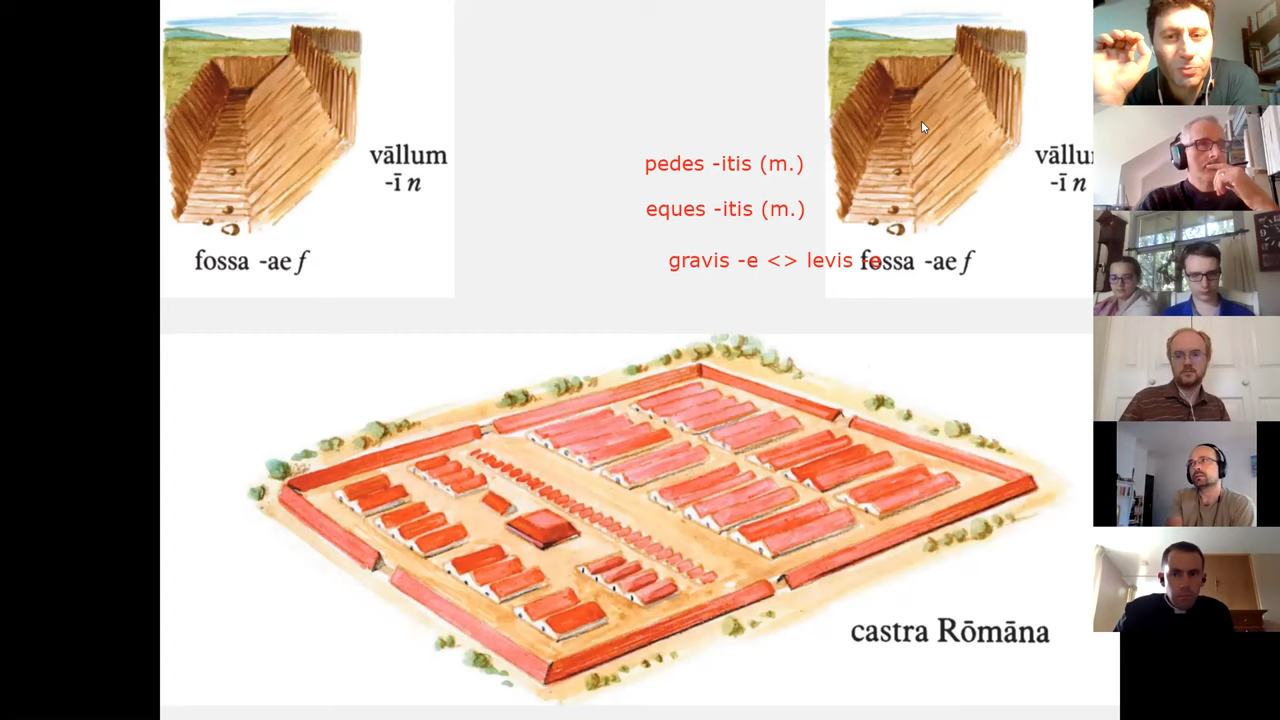 vāllum
-ī n
fossa -ae f
pedes -itis (m.)
eques -itis (m.)
gravis -e <> levis -e
vāllu
-ī n
fossa -ae f
castra Rōmāna